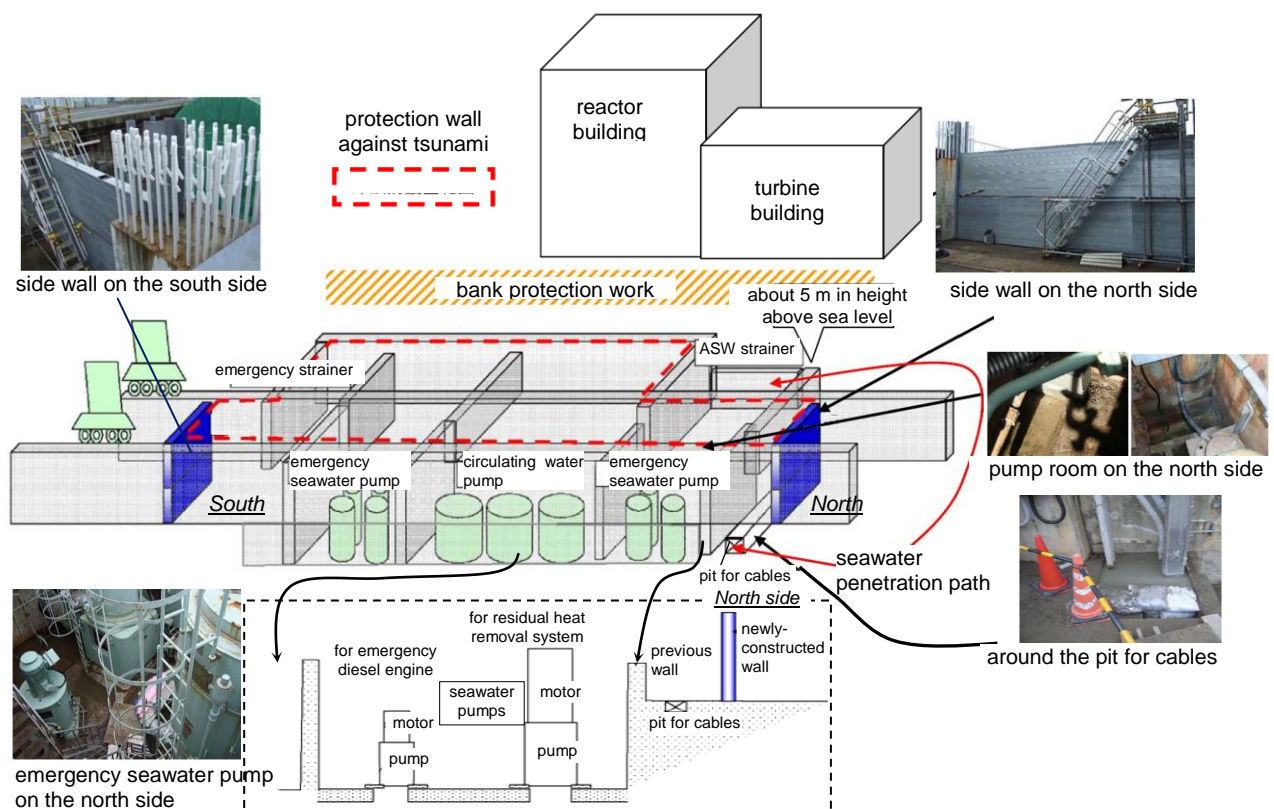 reactor
building
protection wall
against tsunami
turbine
building
side wall on the south side
side wall on the north side
bank protection work
about 5 m in height
above sea level
ASW strainer
emergency strainer
emergency
seawater pump
circulating water
pump
emergency
seawater pump
pump room on the north side
South
North
seawater
penetration path
pit for cables
North side
for residual heat
removal system
for emergency
diesel engine
previous
wall
newly-
constructed
wall
seawater
pumps
motor
motor
pit for cables
pump
pump
around the pit for cables
emergency seawater pump
on the north side